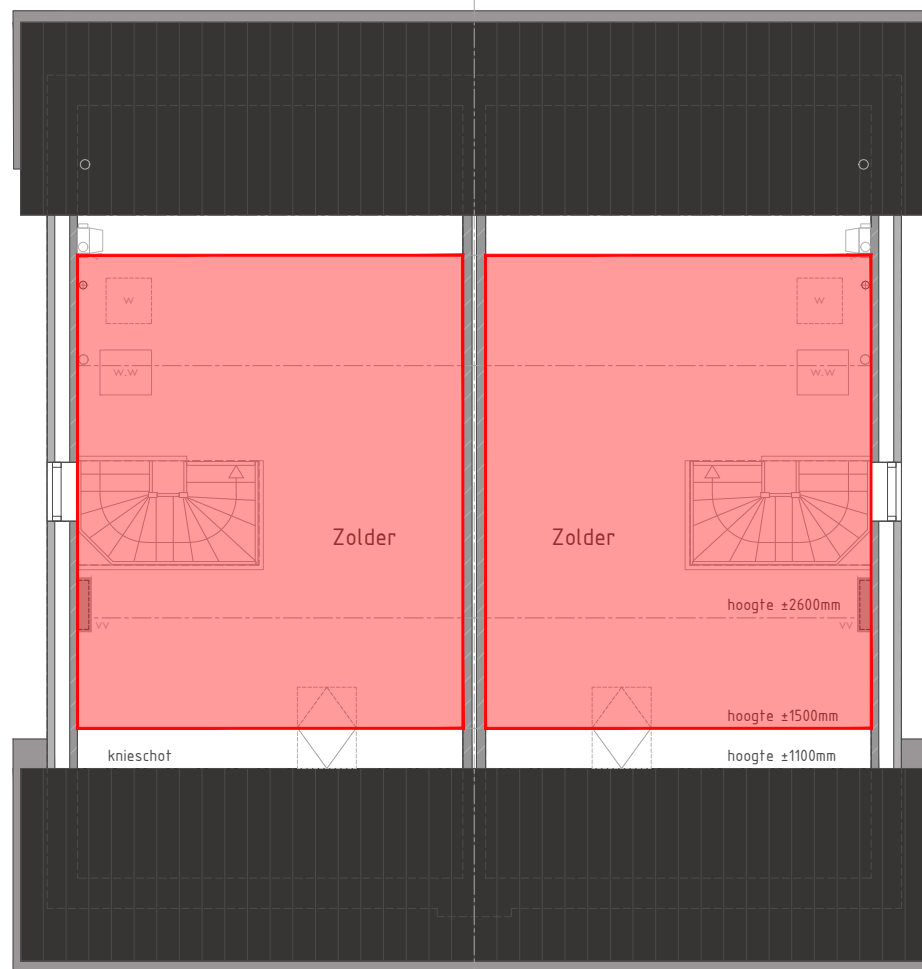 W W
W.W W.W
Zolder Zolder
hoogte ±2600mm
VV VV
hoogte ±1500mm
knieschot hoogte ±1100mm